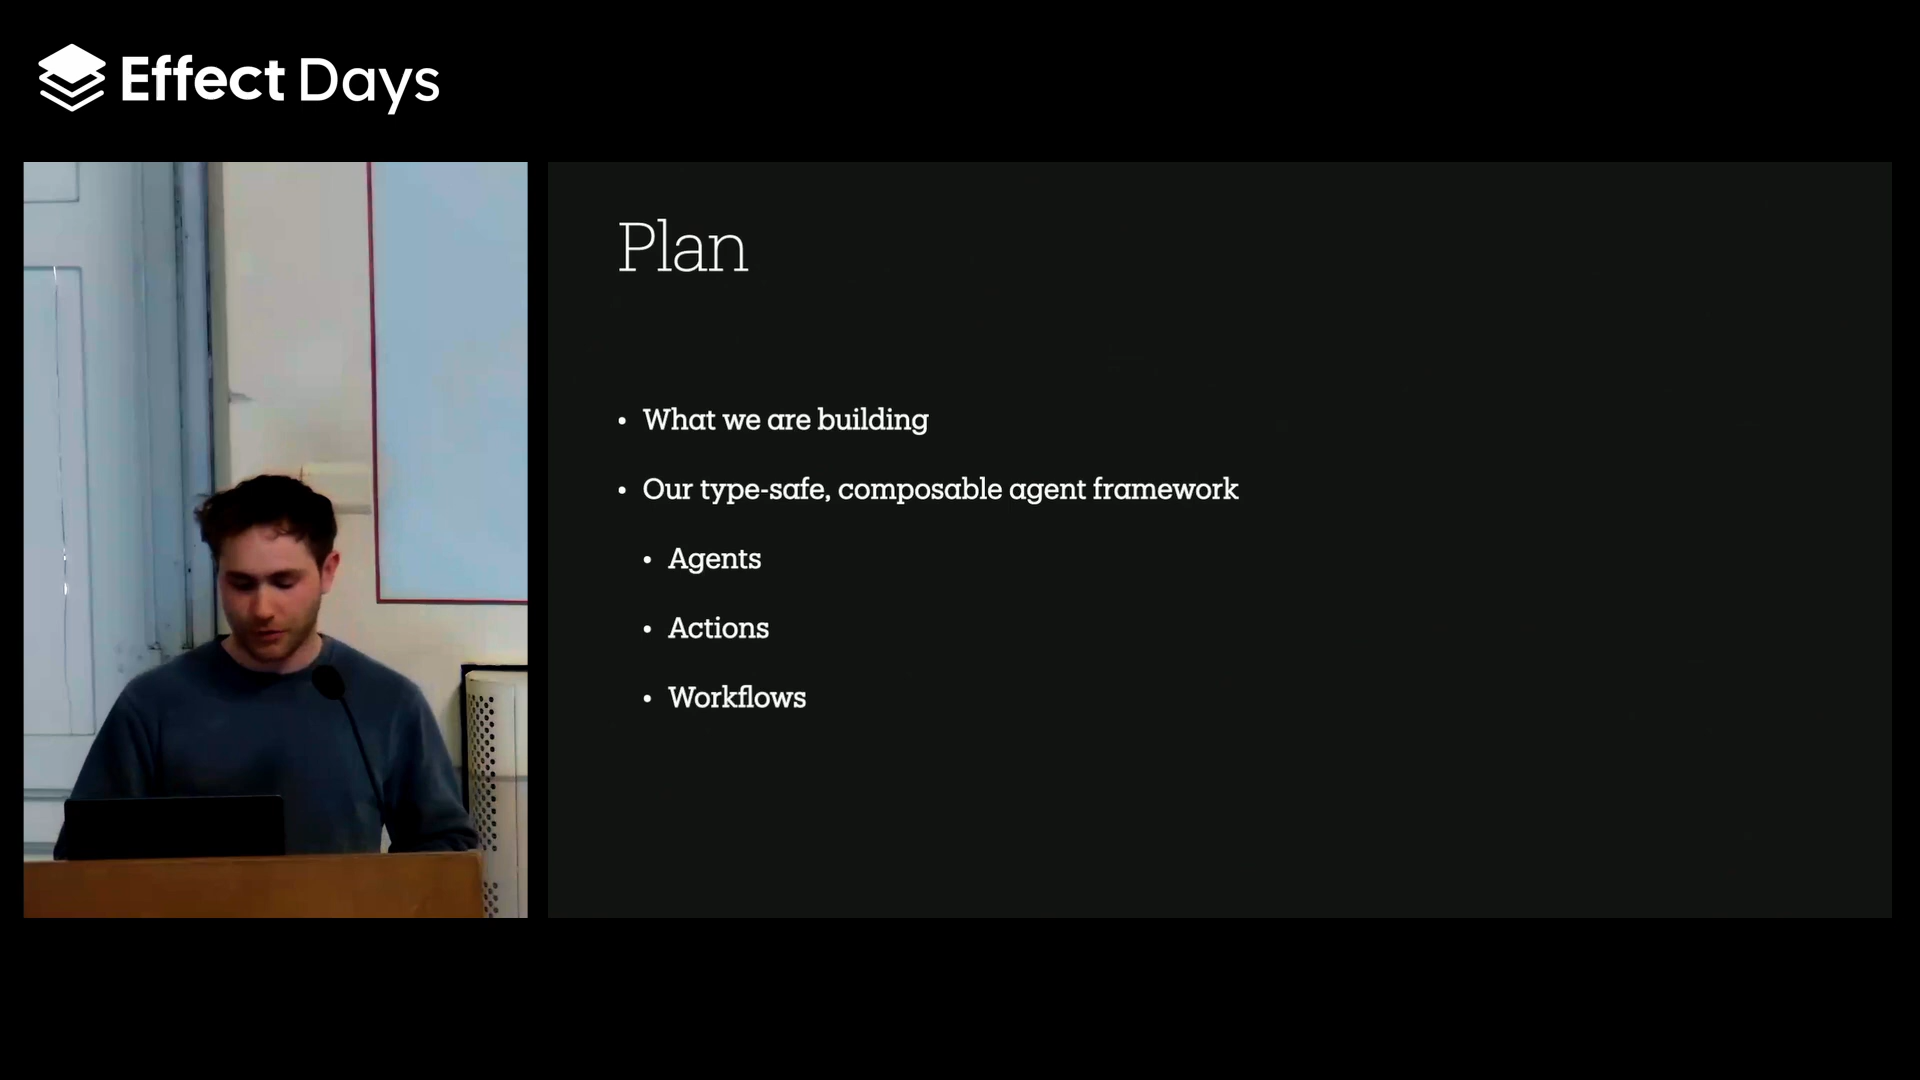 Effect Days
Plan
• What we are building
• Our type-safe, composable agent framework
• Agents
• Actions
• Workflows